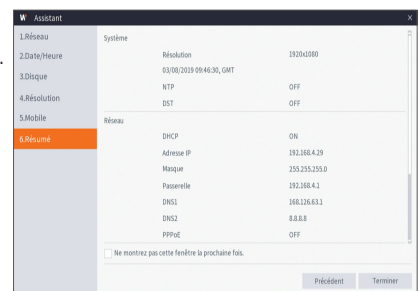 W Assistant X
1.Réseau
2.Date/Heure
3.Disque
4.Résolution
5.Mobile
6.Résumé
Système
Résolution 1920x1080
03/08/2019 09:46:30, GMT
NTP OFF
DST OFF
Réseau
DHCP ON
Adresse IP 192.168.4.29
Masque 255.255.255.0
Passerelle 192.168.4.1
DNS1 168.126.63.1
DNS2 8.8.8.8
PPPoE OFF
Ne montrez pas cette fenêtre la prochaine fois.
Précédent Terminer